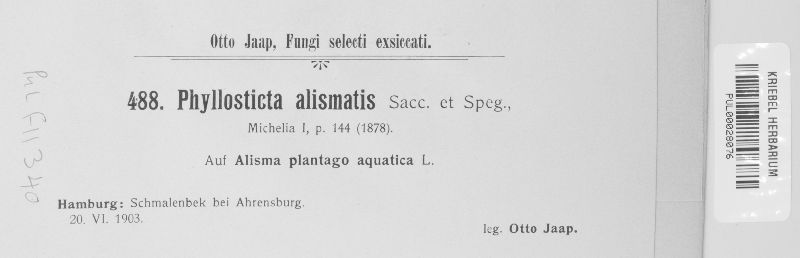 Otto Jaap, Fungi selecti exsiccati.
488. Phyllosticta alismatis Sacc. et Speg.,
Michelia I, p. 144 (1878).
Auf Alisma plantago aquatica L.
Hamburg: Schmalenbek bei Ahrensburg.
20. VI. 1903.
leg. Otto Jaap.
PUL F11340
KRIEBEL HERBARIUM
PUL00028076